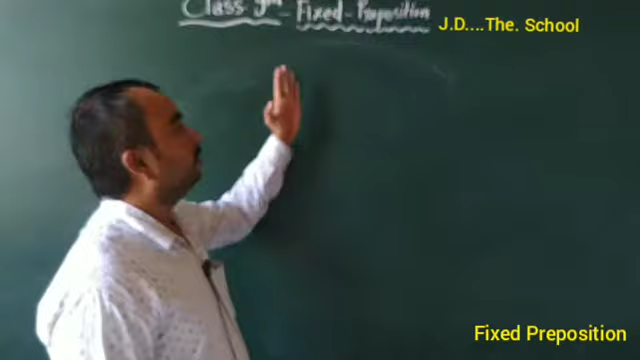 Class 9th - Fixed - Preposition
J.D....The. School
Fixed Preposition